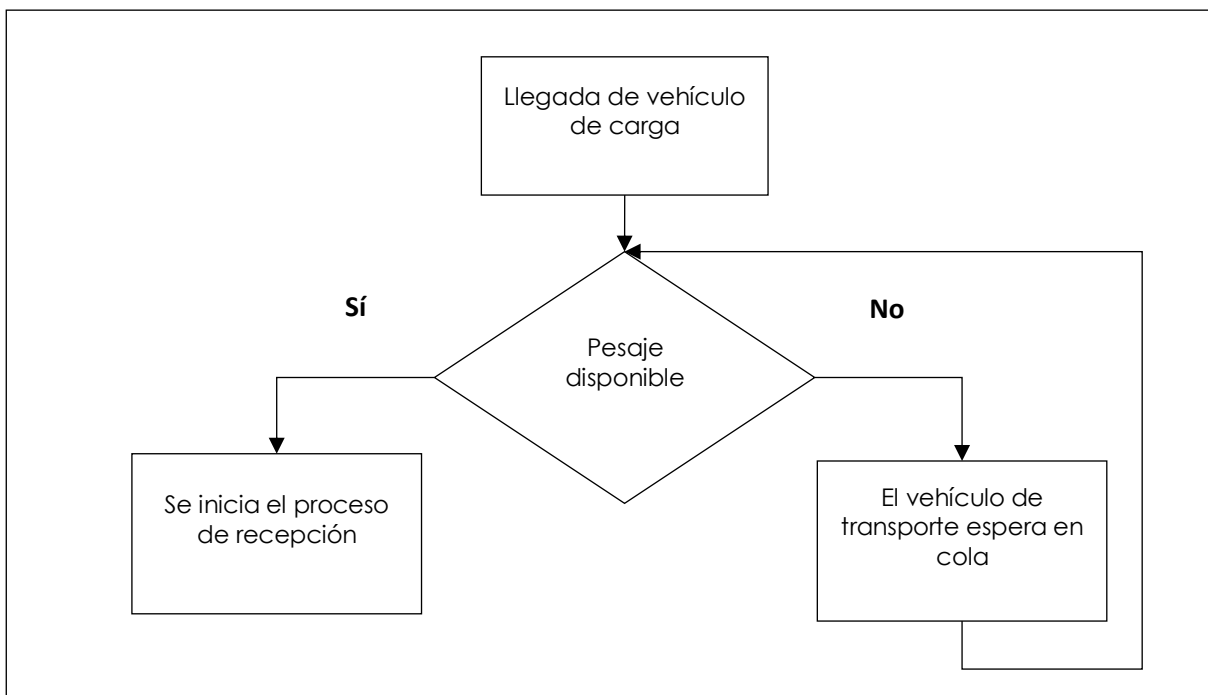 Llegada de vehículo
de carga
Sí
No
Pesaje
disponible
Se inicia el proceso
de recepción
El vehículo de
transporte espera en
cola